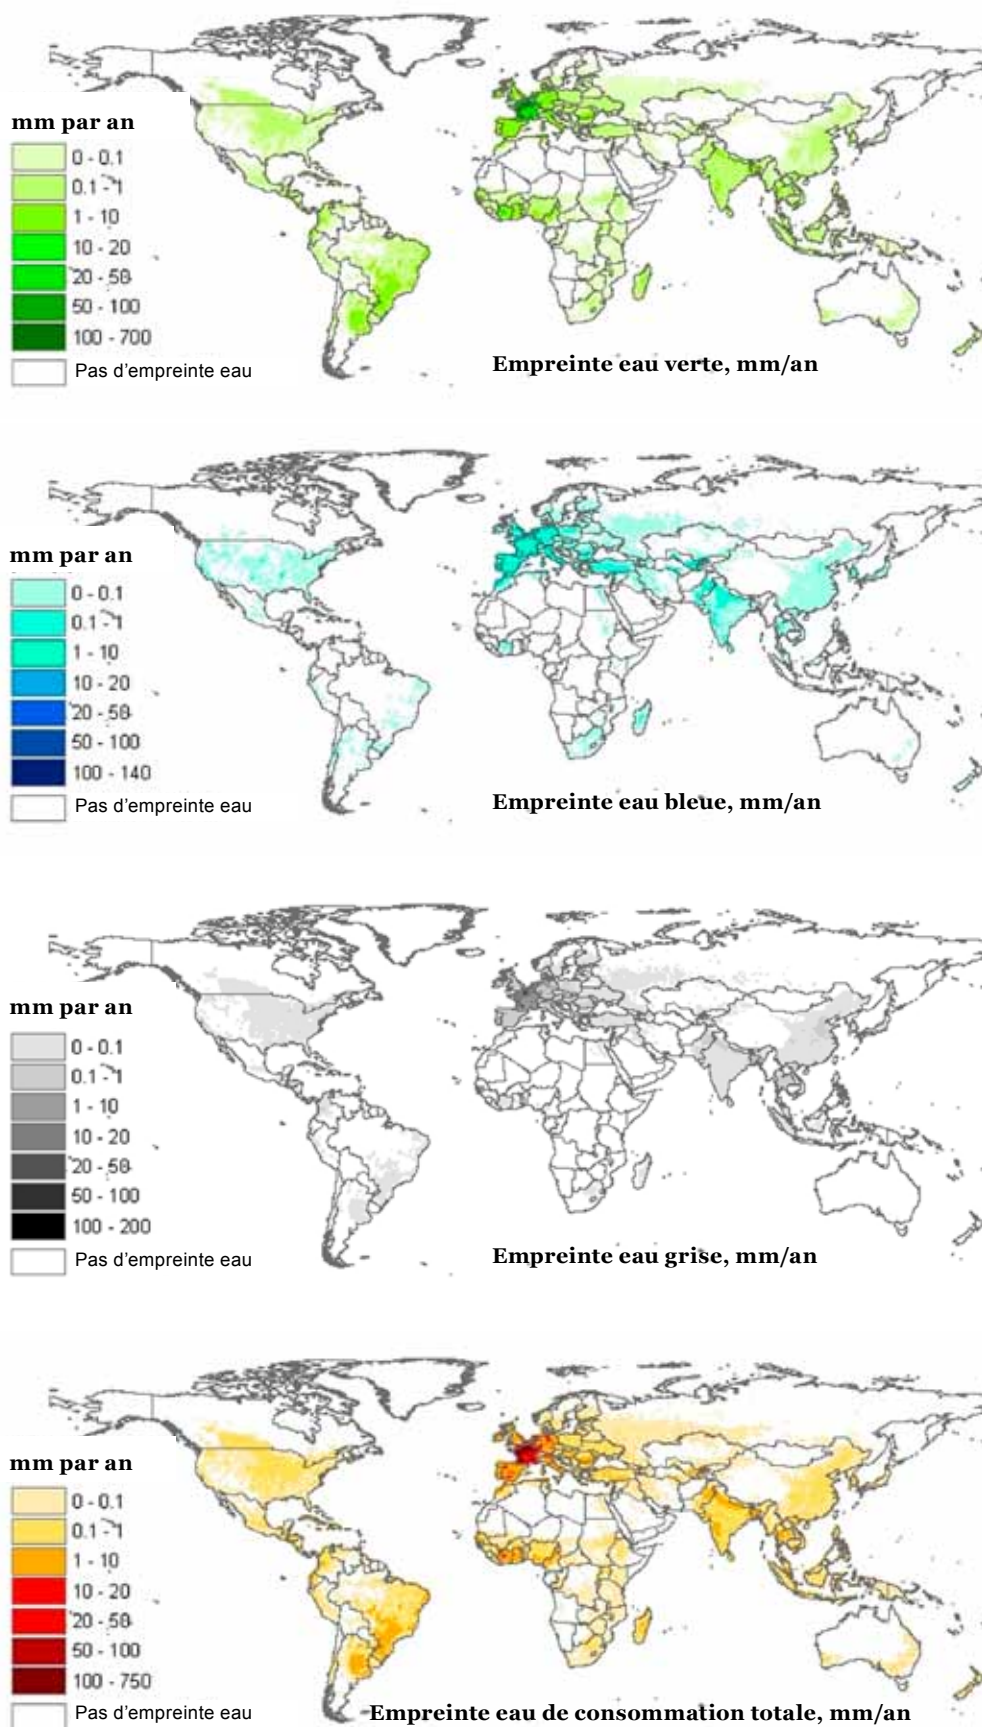 mm par an
0 - 0.1
0.1 - 1
1 - 10
10 - 20
20 - 50
50 - 100
100 - 700
Pas d'empreinte eau
Empreinte eau verte, mm/an
mm par an
0 - 0.1
0.1 - 1
1 - 10
10 - 20
20 - 50
50 - 100
100 - 140
Pas d'empreinte eau
Empreinte eau bleue, mm/an
mm par an
0 - 0.1
0.1 - 1
1 - 10
10 - 20
20 - 50
50 - 100
100 - 200
Pas d'empreinte eau
Empreinte eau grise, mm/an
mm par an
0 - 0.1
0.1 - 1
1 - 10
10 - 20
20 - 50
50 - 100
100 - 750
Pas d'empreinte eau
Empreinte eau de consommation totale, mm/an